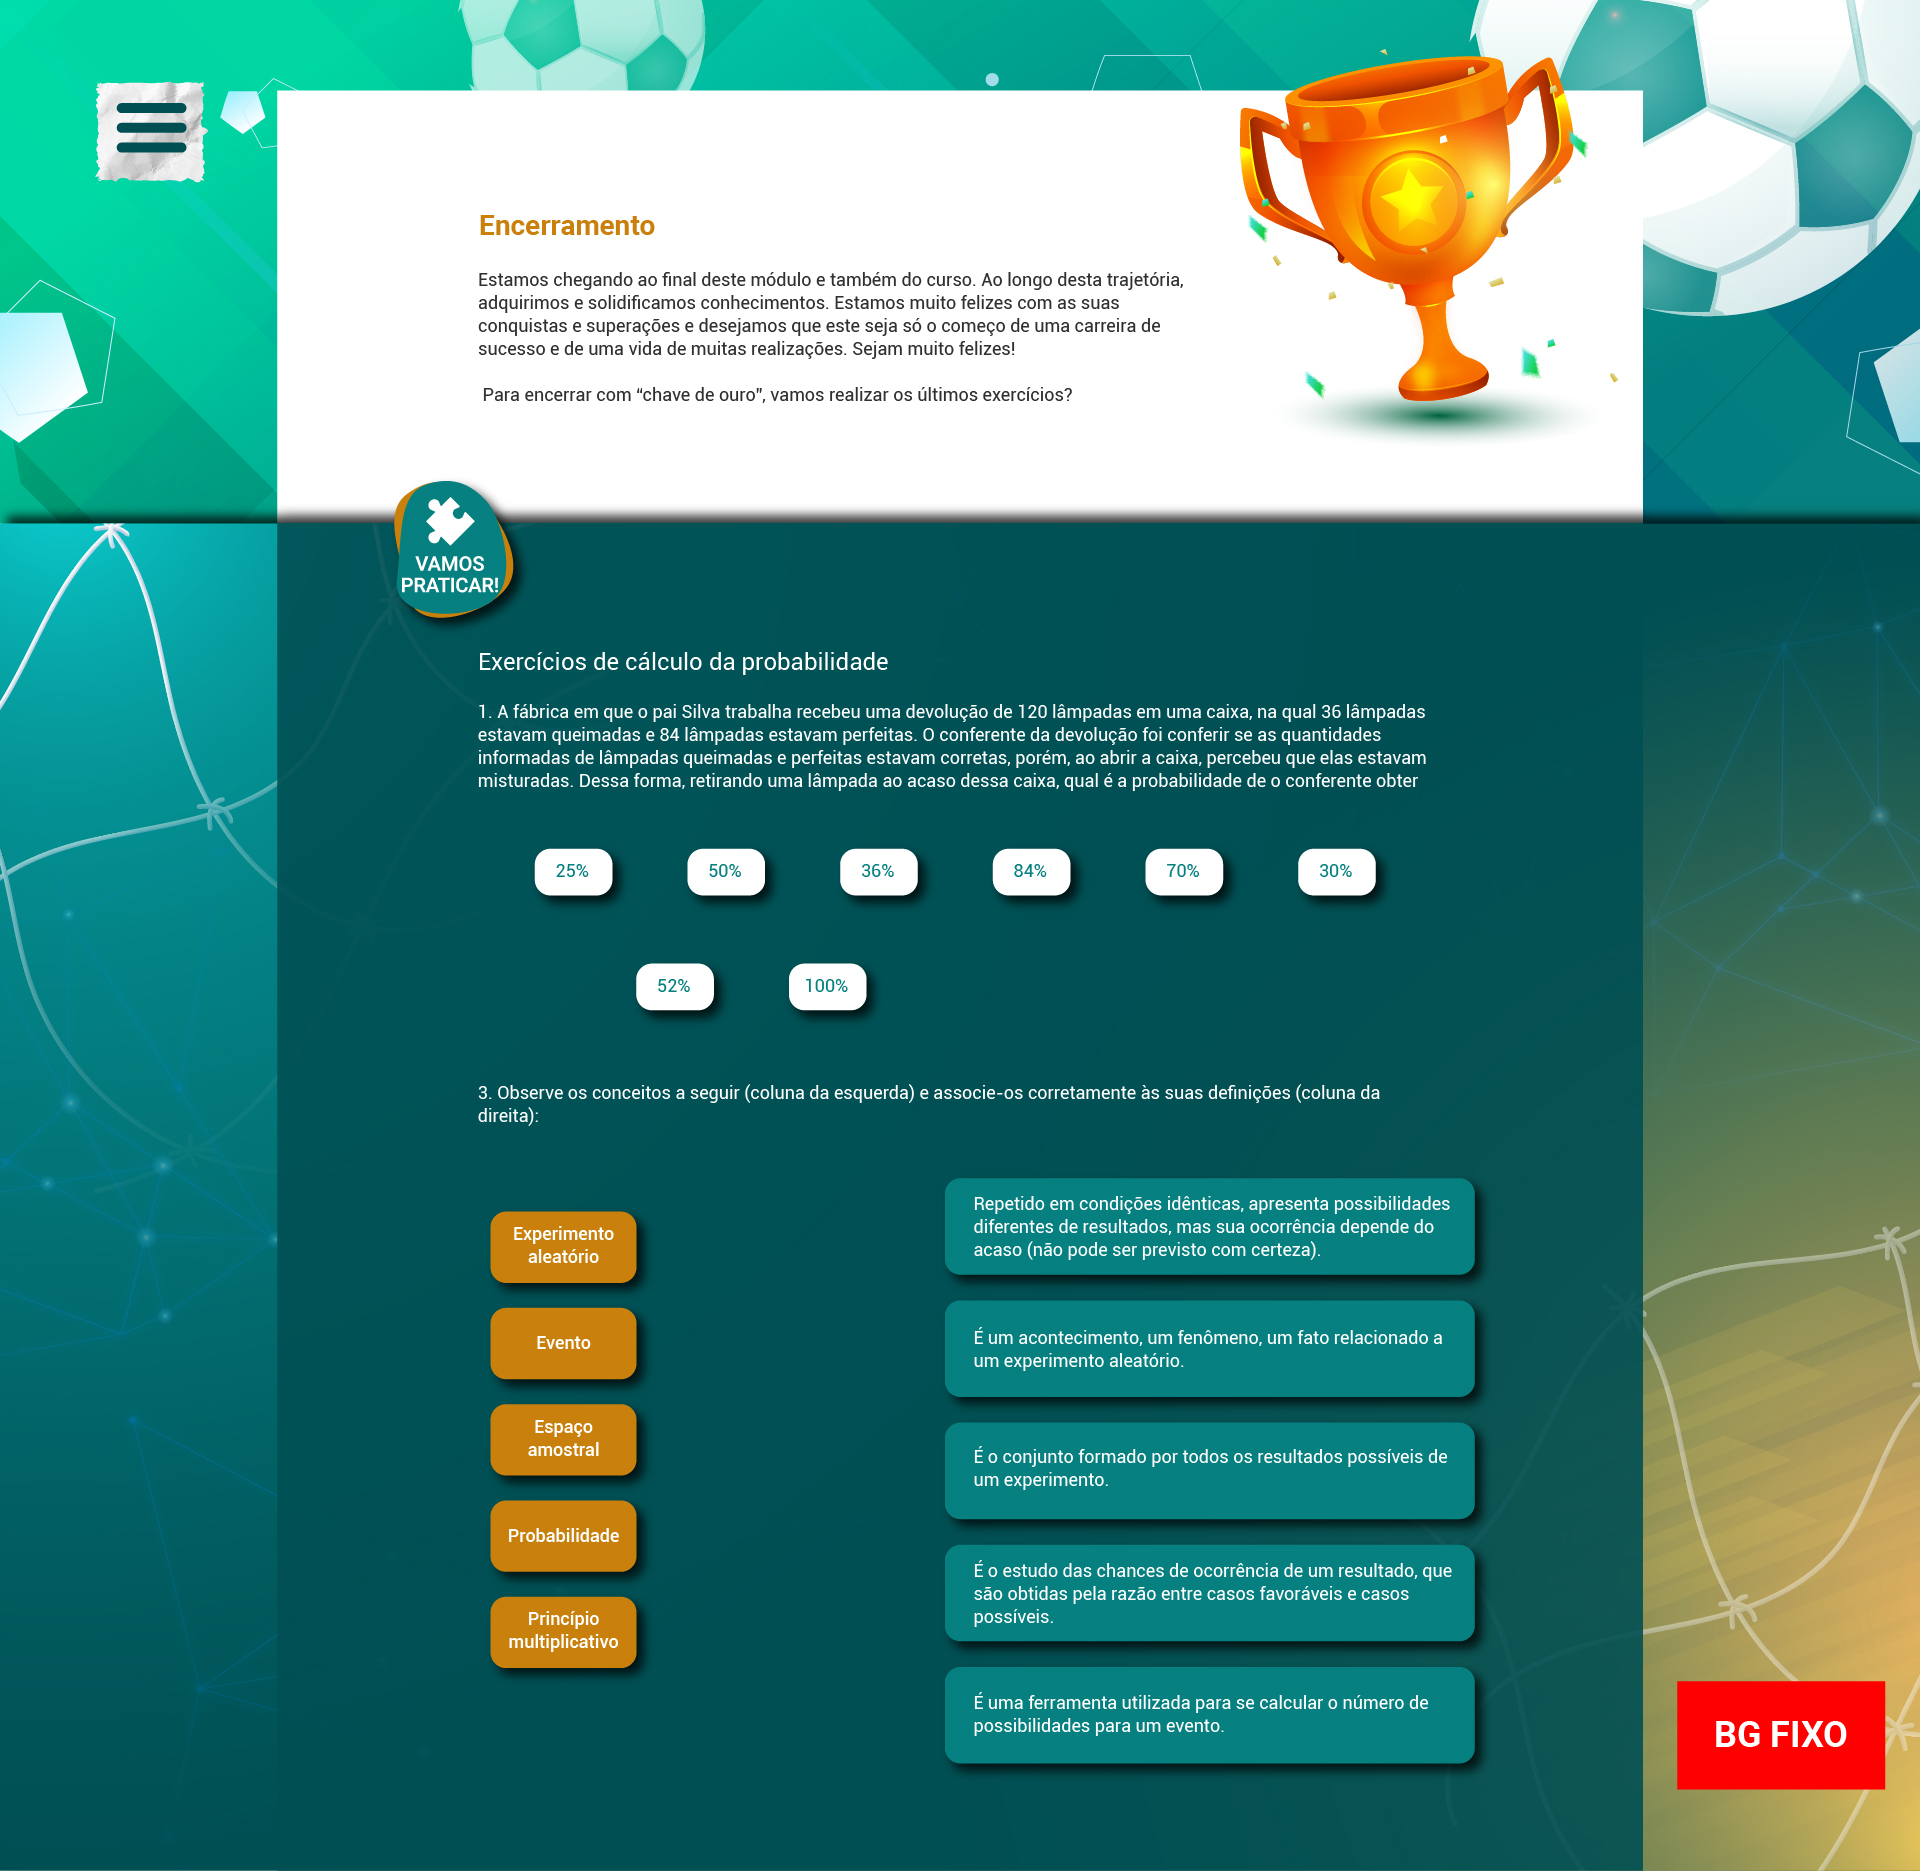 Encerramento
Estamos chegando ao final deste módulo e também do curso. Ao longo desta trajetória,
adquirimos e solidificamos conhecimentos. Estamos muito felizes com as suas
conquistas e superações e desejamos que este seja só o começo de uma carreira de
sucesso e de uma vida de muitas realizações. Sejam muito felizes!
Para encerrar com “chave de ouro”, vamos realizar os últimos exercícios?
VAMOS
PRATICAR!
Exercícios de cálculo da probabilidade
1. A fábrica em que o pai Silva trabalha recebeu uma devolução de 120 lâmpadas em uma caixa, na qual 36 lâmpadas
estavam queimadas e 84 lâmpadas estavam perfeitas. O conferente da devolução foi conferir se as quantidades
informadas de lâmpadas queimadas e perfeitas estavam corretas, porém, ao abrir a caixa, percebeu que elas estavam
misturadas. Dessa forma, retirando uma lâmpada ao acaso dessa caixa, qual é a probabilidade de o conferente obter
25% 50% 36% 84% 70% 30%
52% 100%
3. Observe os conceitos a seguir (coluna da esquerda) e associe-os corretamente às suas definições (coluna da
direita):
Experimento
aleatório
Evento
Espaço
amostral
Probabilidade
Princípio
multiplicativo
Repetido em condições idênticas, apresenta possibilidades
diferentes de resultados, mas sua ocorrência depende do
acaso (não pode ser previsto com certeza).
É um acontecimento, um fenômeno, um fato relacionado a
um experimento aleatório.
É o conjunto formado por todos os resultados possíveis de
um experimento.
É o estudo das chances de ocorrência de um resultado, que
são obtidas pela razão entre casos favoráveis e casos
possíveis.
É uma ferramenta utilizada para se calcular o número de
possibilidades para um evento.
BG FIXO